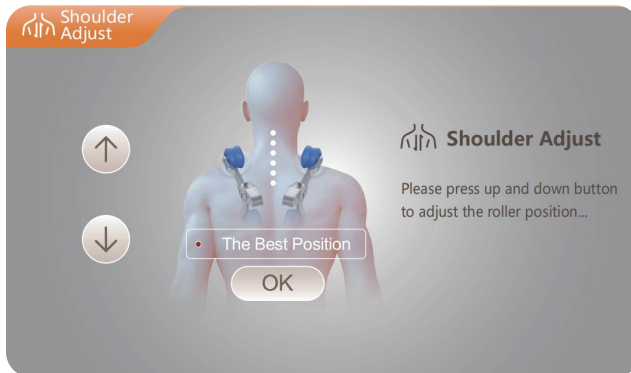 Shoulder
Adjust
Shoulder Adjust
Please press up and down button
to adjust the roller position...
The Best Position
OK